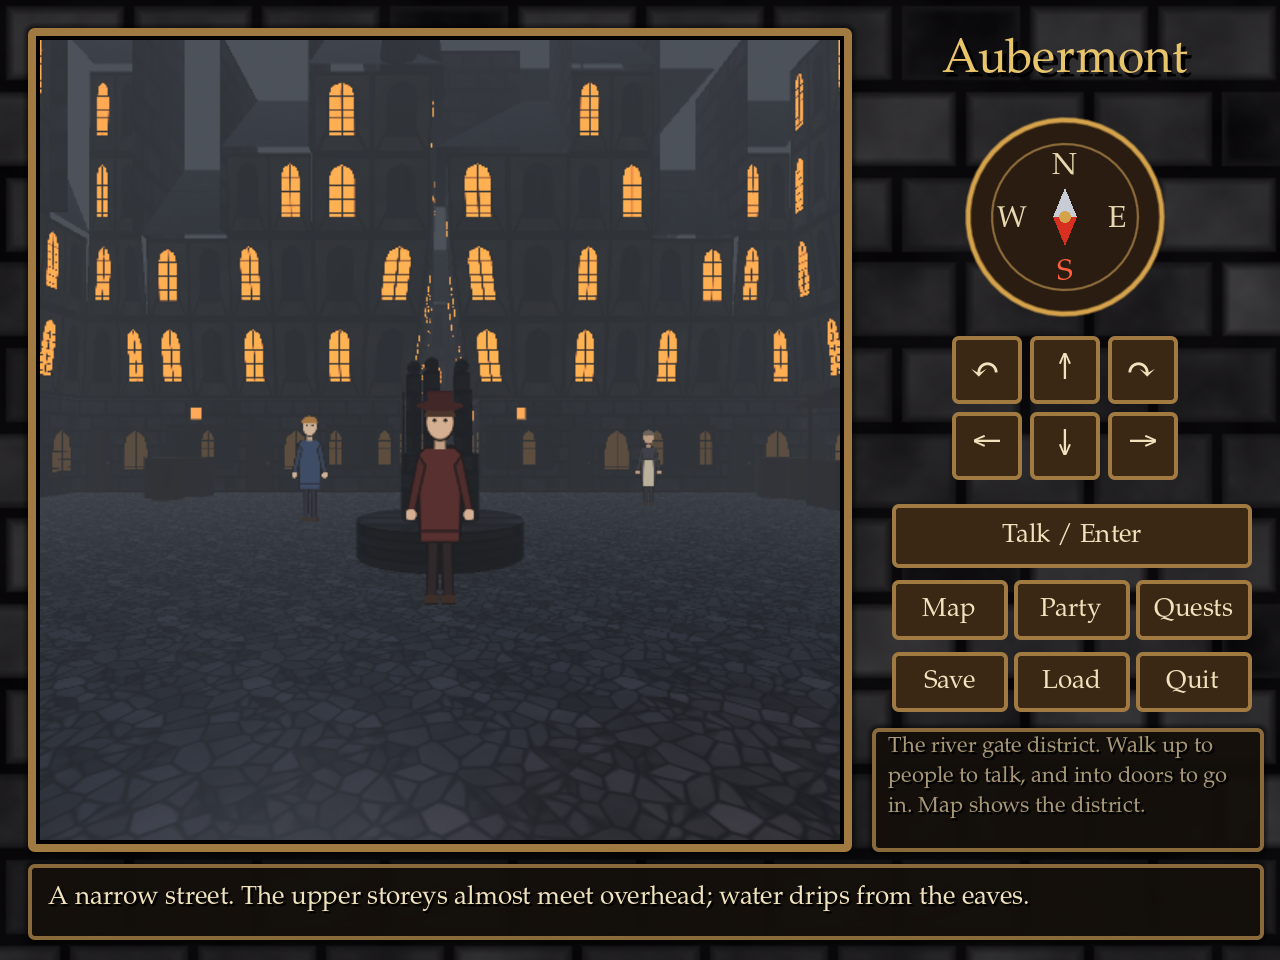 Aubermont
N
W E
S
Talk / Enter
Map Party Quests
Save Load Quit
The river gate district. Walk up to
people to talk, and into doors to go
in. Map shows the district.
A narrow street. The upper storeys almost meet overhead; water drips from the eaves.